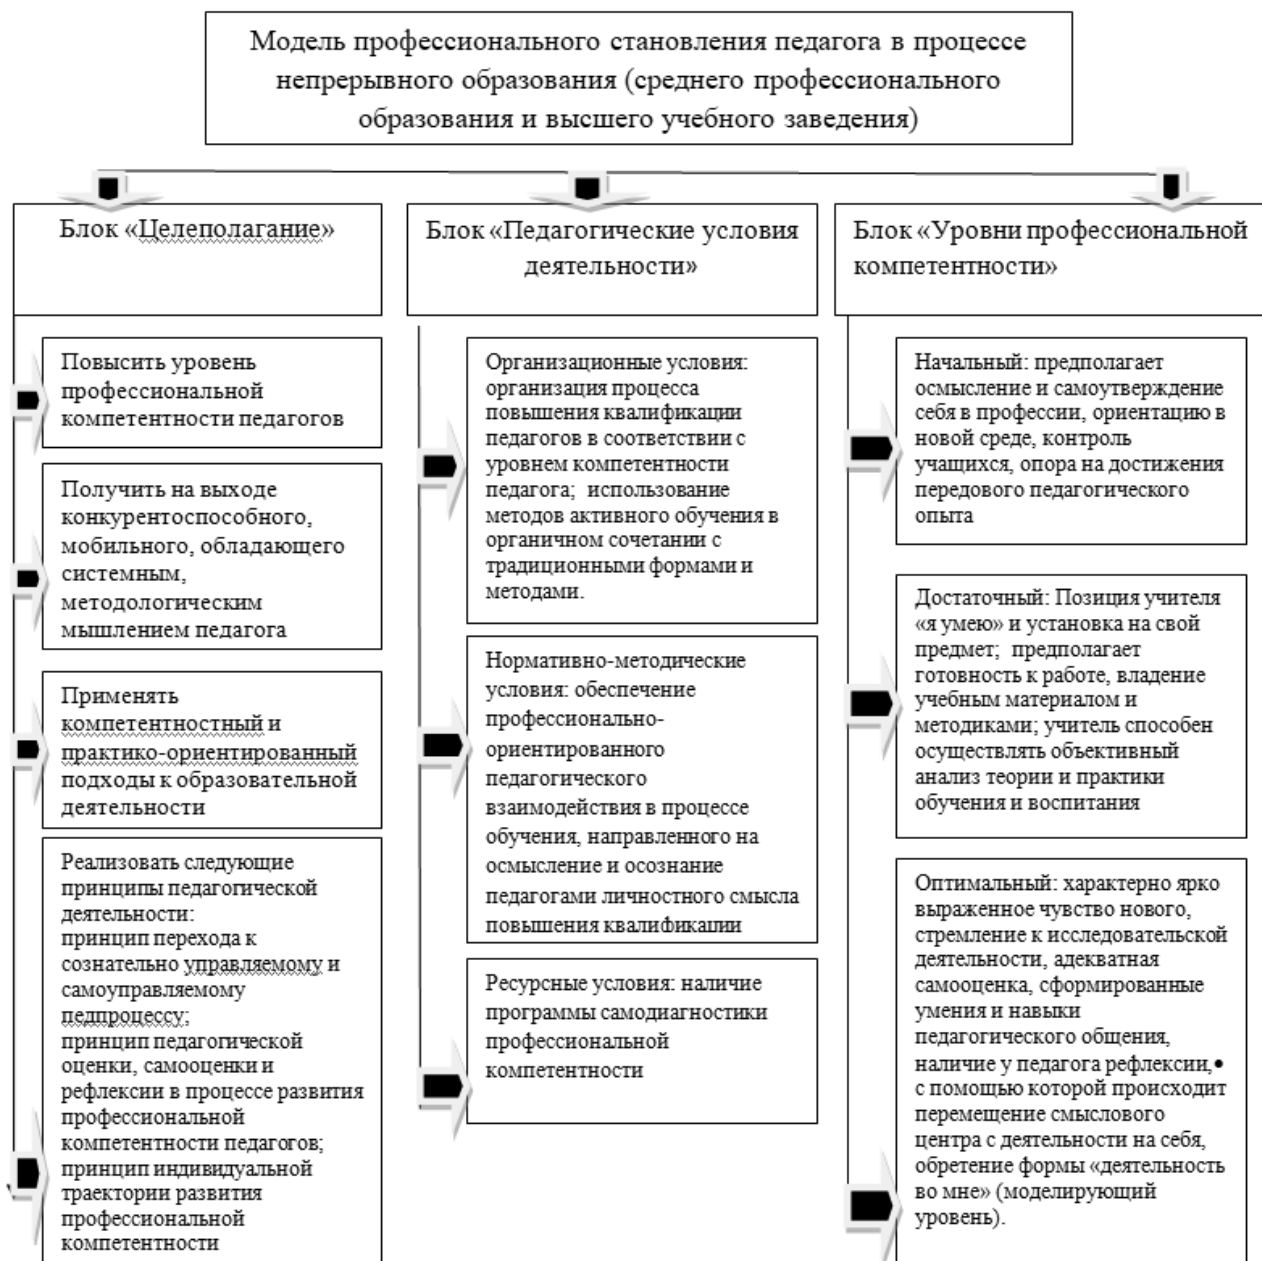 Модель профессионального становления педагога в процессе
непрерывного образования (среднего профессионального
образования и высшего учебного заведения)
Блок «Целеполагание»
Повысить уровень
профессиональной
компетентности педагогов
Получить на выходе
конкурентоспособного,
мобильного, обладающего
системным,
методологическим
мышлением педагога
Применять
компетентностный и
практико-ориентированный
подходы к образовательной
деятельности
Реализовать следующие
принципы педагогической
деятельности:
принцип перехода к
сознательно управляемому и
самоуправляемому
педпроцессу;
принцип педагогической
оценки, самооценки и
рефлексии в процессе развития
профессиональной
компетентности педагогов;
принцип индивидуальной
траектории развития
профессиональной
компетентности
Блок «Педагогические условия
деятельности»
Организационные условия:
организация процесса
повышения квалификации
педагогов в соответствии с
уровнем компетентности
педагога; использование
методов активного обучения в
органичном сочетании с
традиционными формами и
методами.
Нормативно-методические
условия: обеспечение
профессионально-
ориентированного
педагогического
взаимодействия в процессе
обучения, направленного на
осмысление и осознание
педагогами личностного смысла
повышения квалификации
Ресурсные условия: наличие
программы самодиагностики
профессиональной
компетентности
Блок «Уровни профессиональной
компетентности»
Начальный: предполагает
осмысление и самоутверждение
себя в профессии, ориентацию в
новой среде, контроль
учащихся, опора на достижения
передового педагогического
опыта
Достаточный: Позиция учителя
«я умею» и установка на свой
предмет; предполагает
готовность к работе, владение
учебным материалом и
методиками; учитель способен
осуществлять объективный
анализ теории и практики
обучения и воспитания
Оптимальный: характерно ярко
выраженное чувство нового,
стремление к исследовательской
деятельности, адекватная
самооценка, сформированные
умения и навыки
педагогического общения,
наличие у педагога рефлексии,•
с помощью которой происходит
перемещение смыслового
центра с деятельности на себя,
обретение формы «деятельность
во мне» (моделирующий
уровень).